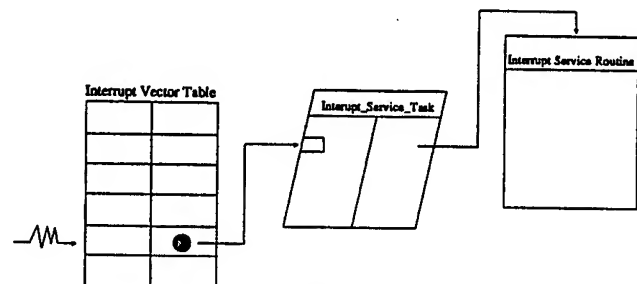 Interrupt Vector Table
Interupt_Service_Task
Interrupt Service Routine